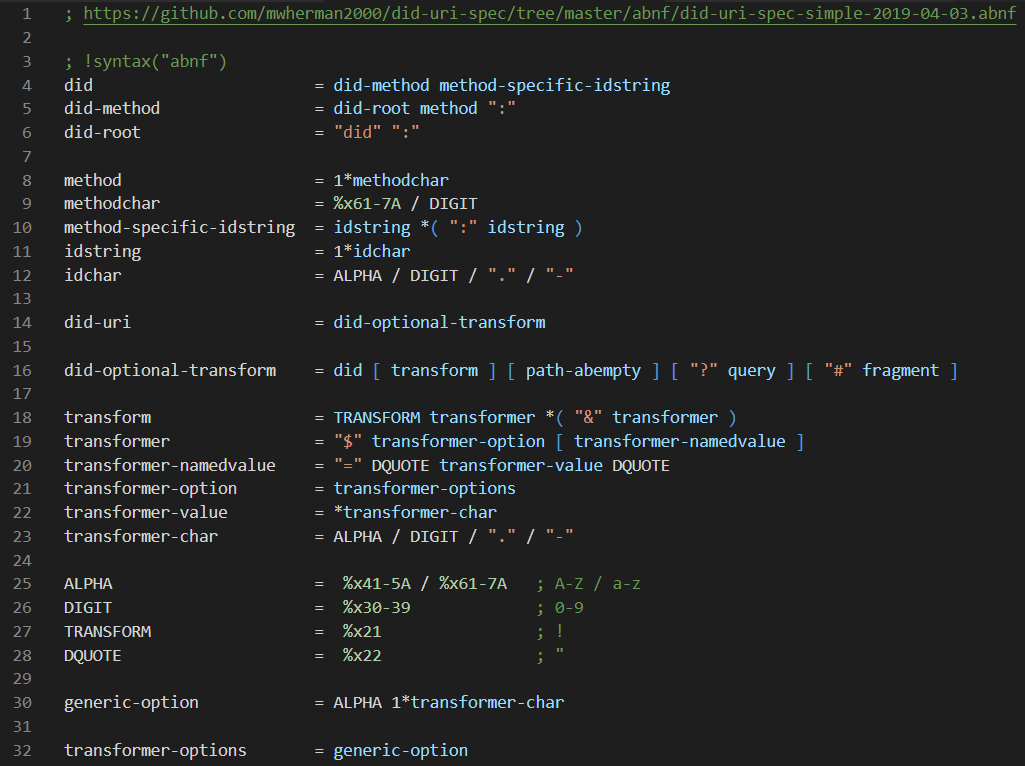 1 ; https://github.com/mwherman2000/did-uri-spec/tree/master/abnf/did-uri-spec-simple-2019-04-03.abnf
2
3 ; !syntax("abnf")
4 did = did-method method-specific-idstring
5 did-method = did-root method ":"
6 did-root = "did" ":"
7
8 method = 1*methodchar
9 methodchar = %x61-7A / DIGIT
10 method-specific-idstring = idstring *( ":" idstring )
11 idstring = 1*idchar
12 idchar = ALPHA / DIGIT / "." / "-"
13
14 did-uri = did-optional-transform
15
16 did-optional-transform = did [ transform ] [ path-abempty ] [ "?" query ] [ "#" fragment ]
17
18 transform = TRANSFORM transformer *( "&" transformer )
19 transformer = "$" transformer-option [ transformer-namedvalue ]
20 transformer-namedvalue = "=" DQUOTE transformer-value DQUOTE
21 transformer-option = transformer-options
22 transformer-value = *transformer-char
23 transformer-char = ALPHA / DIGIT / "." / "-"
24
25 ALPHA = %x41-5A / %x61-7A ; A-Z / a-z
26 DIGIT = %x30-39 ; 0-9
27 TRANSFORM = %x21 ; !
28 DQUOTE = %x22 ; "
29
30 generic-option = ALPHA 1*transformer-char
31
32 transformer-options = generic-option